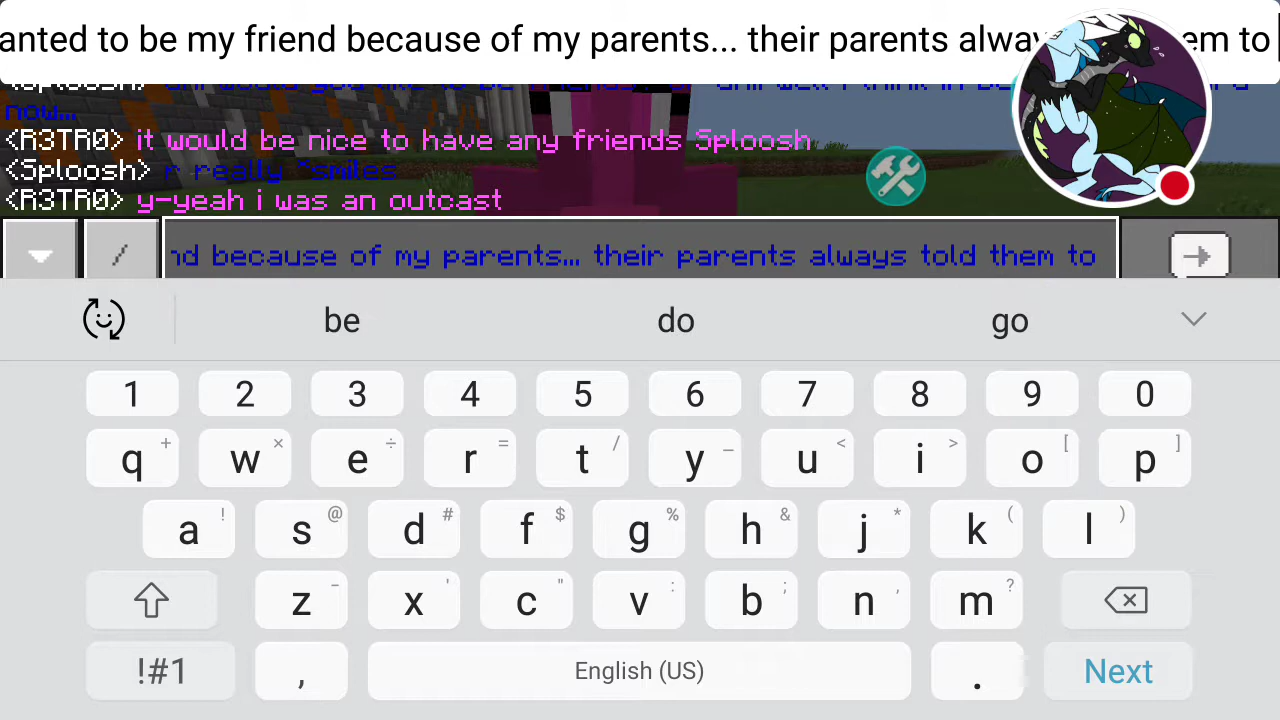 anted to be my friend because of my parents... their parents em to
now...
<R3TR0> it would be nice to have any friends Sploosh
<Sploosh> r really *smiles
<R3TR0> y-yeah i was an outcast
/ nd because of my parents... their parents always told them to
be do go
1 2 3 4 5 6 7 8 9 0
q + w × e ÷ r = t / y _ u < i > o [ p ]
a ! s @ d # f $ g % h & j * k ( l )
z - x ' c " v : b ; n , m ?
!#1 , English (US) . Next